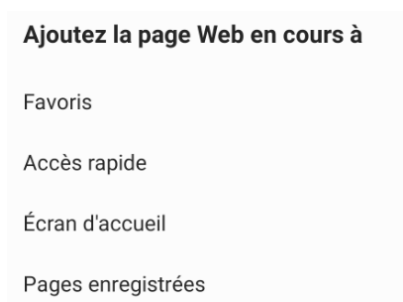 Ajoutez la page Web en cours à
Favoris
Accès rapide
Écran d'accueil
Pages enregistrées